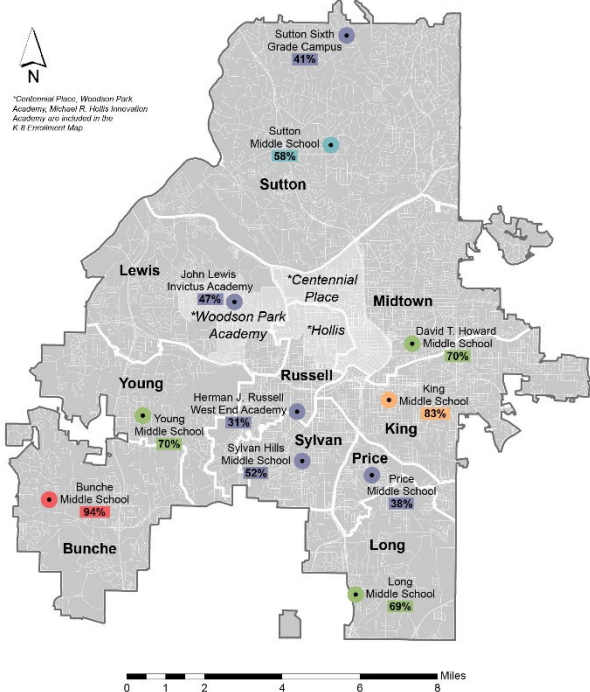 Sutton Sixth
Grade Campus
41%
N
*Centennial Place, Woodson Park
Academy, Michael R. Hollis Innovation
Academy are included in the
K-8 Enrollment Map.
Sutton
Middle School
58%
Sutton
Lewis
John Lewis
Invictus Academy
47%
*Centennial
Place
*Woodson Park
Academy
*Hollis
Midtown
David T. Howard
Middle School
70%
Young
Russell
Herman J. Russell
West End Academy
31%
King
Middle School
83%
King
Young
Middle School
70%
Sylvan
Sylvan Hills
Middle School
52%
Price
Price
Middle School
38%
Bunche
Middle School
94%
Bunche
Long
Long
Middle School
69%
Miles
0 1 2 4 6 8